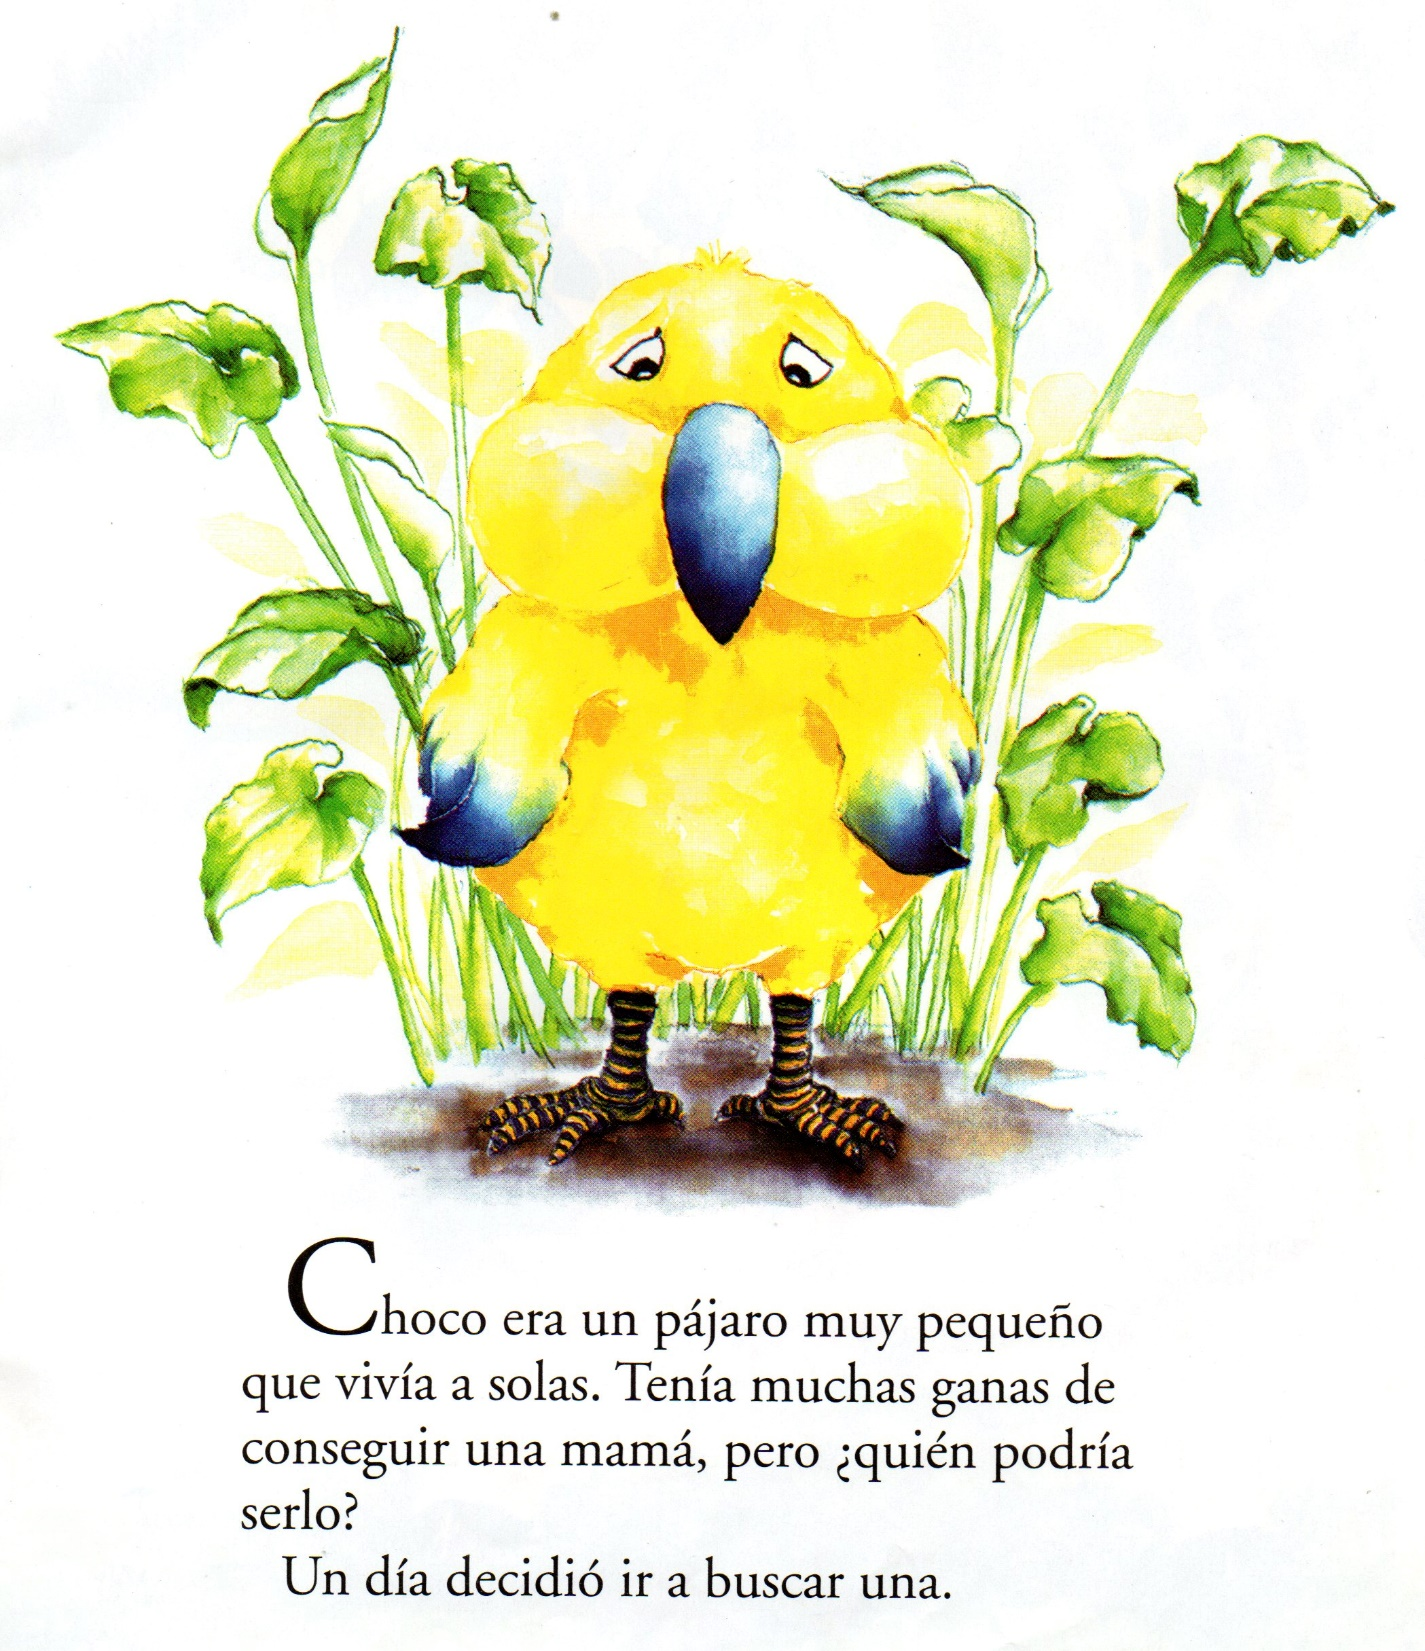 Choco era un pájaro muy pequeño
que vivía a solas. Tenía muchas ganas de
conseguir una mamá, pero ¿quién podría
serlo?
Un día decidió ir a buscar una.